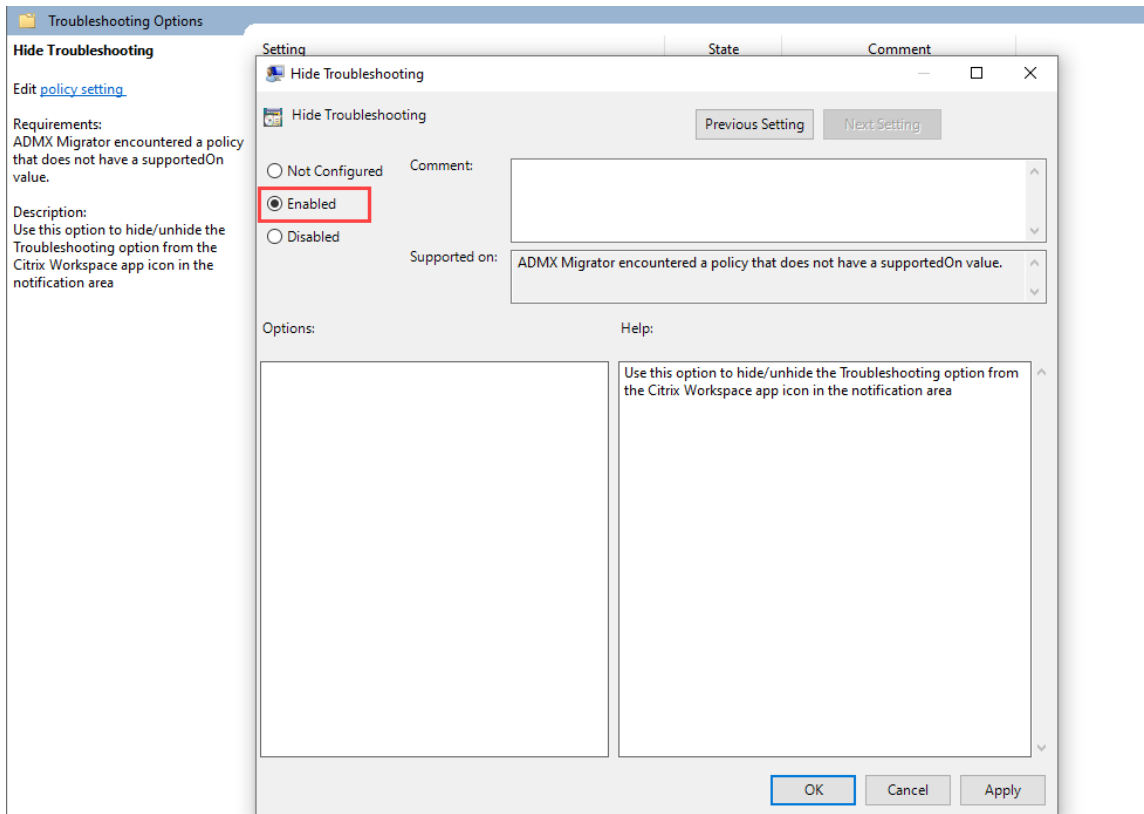 Troubleshooting Options
Hide Troubleshooting
Edit policy setting
Requirements:
ADMX Migrator encountered a policy
that does not have a supportedOn
value.
Description:
Use this option to hide/unhide the
Troubleshooting option from the
Citrix Workspace app icon in the
notification area
Setting
State
Comment
Hide Troubleshooting
Hide Troubleshooting
Previous Setting
Next Setting
Not Configured
Enabled
Disabled
Comment:
Supported on:
ADMX Migrator encountered a policy that does not have a supportedOn value.
Options:
Help:
Use this option to hide/unhide the Troubleshooting option from
the Citrix Workspace app icon in the notification area
OK
Cancel
Apply